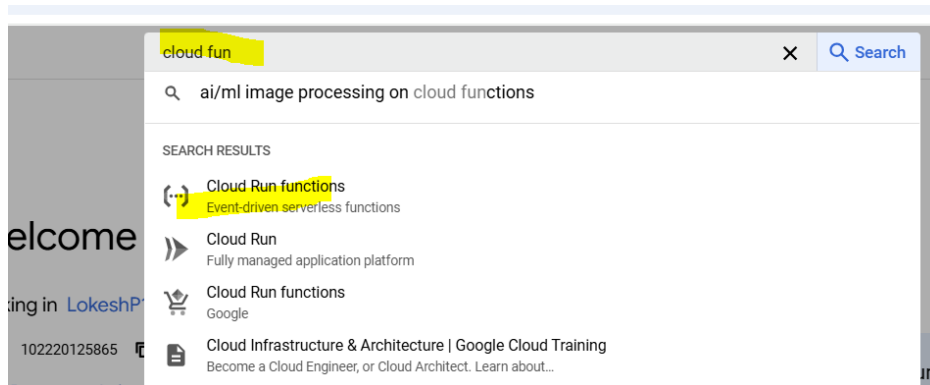 cloud fun
Search
ai/ml image processing on cloud functions
SEARCH RESULTS
Cloud Run functions
Event-driven serverless functions
Cloud Run
Fully managed application platform
Cloud Run functions
Google
Cloud Infrastructure & Architecture | Google Cloud Training
Become a Cloud Engineer, or Cloud Architect. Learn about...
elcome
king in LokeshP
102220125865